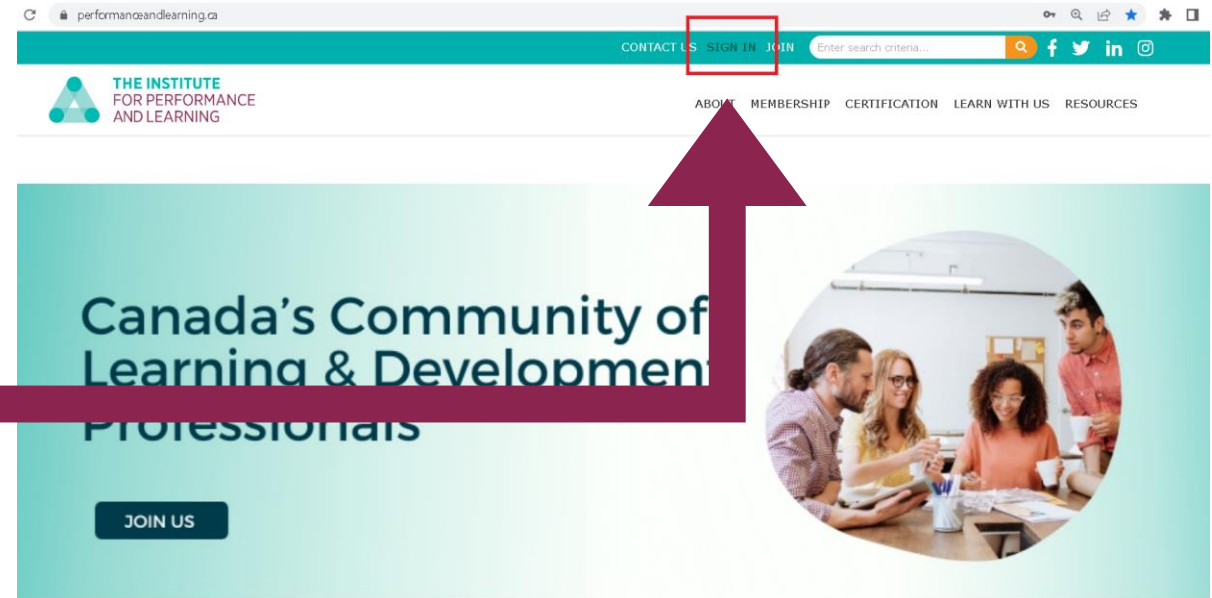 performanceandlearning.ca
CONTACT US SIGN IN JOIN Enter search criteria...
THE INSTITUTE
FOR PERFORMANCE
AND LEARNING
ABOUT MEMBERSHIP CERTIFICATION LEARN WITH US RESOURCES
Canada's Community of
Learning & Development
Professionals
JOIN US